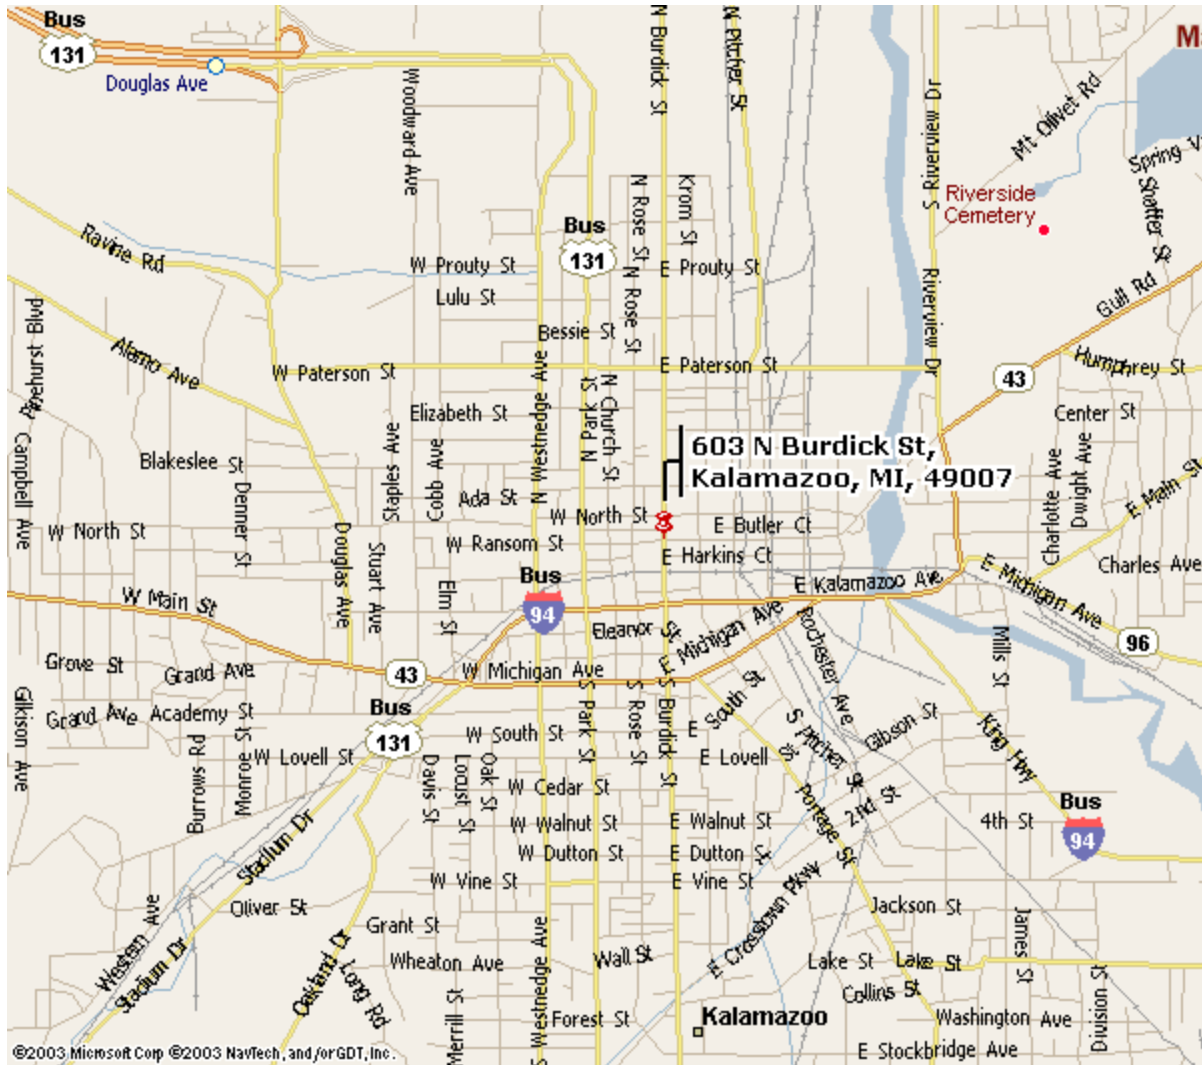 Bus
131
Douglas Ave
Woodward Ave
N Burdick St
N Pitcher St
S Riverview Dr
Mt Olivet Rd
Spring
Shaffer St
Riverside
Cemetery
Ravine Rd
Bus
131
N Rose St
Krom St
W Prouty St
E Prouty St
Lulu St
N Rose St
Riverview Dr
Gull Rd
Pinehurst Blvd
Alamo Ave
Bessie St
W Paterson St
E Paterson St
43
Humphrey St
N Westnedge Ave
N Park St
N Church St
Elizabeth St
Center St
Campbell Ave
Blakeslee St
Denner St
Staples Ave
Cobb Ave
Ada St
603 N Burdick St,
Kalamazoo, MI, 49007
Charlotte Ave
Dwight Ave
E Main St
W North St
W North St
E Butler Ct
Douglas Ave
Stuart Ave
W Ransom St
E Harkins Ct
Charles Ave
W Main St
Elm St
Bus
94
E Kalamazoo Ave
E Michigan Ave
96
Eleanor St
E Michigan Ave
Rochester Ave
Mills St
Grove St
Grand Ave
43
W Michigan Ave
Gilkison Ave
Grand Ave
Academy St
Bus
131
S Park St
S Rose St
S Burdick St
E South St
S Pitcher St
Gibson St
King Hwy
Burrows Rd
Monroe St
W Lovell St
W South St
E Lovell St
Davis St
Locust St
Oak St
W Cedar St
Portage St
2nd St
Bus
94
4th St
W Walnut St
E Walnut St
Stadium Dr
W Dutton St
E Dutton St
W Vine St
E Vine St
E Crosstown Pkwy
Western Ave
Oliver St
Grant St
S Westnedge Ave
Jackson St
James St
Stadium Dr
Oakland Dr
Long Rd
Wheaton Ave
Wall St
Lake St
Lake St
Collins St
Division St
Merrill St
Forest St
Kalamazoo
Washington Ave
E Stockbridge Ave
©2003 Microsoft Corp ©2003 NavTech, and/or GDT, Inc.